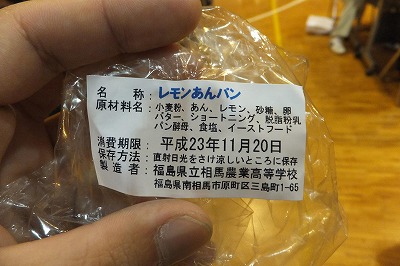 名　称：レモンあんパン
原材料名：小麦粉、あん、レモン、砂糖、卵
バター、ショートニング、脱脂粉乳
パン酵母、食塩、イーストフード
消費期限：平成23年11月20日
保存方法：直射日光をさけ涼しいところに保存
製造者：福島県立相馬農業高等学校
福島県南相馬市原町区三島町1-65